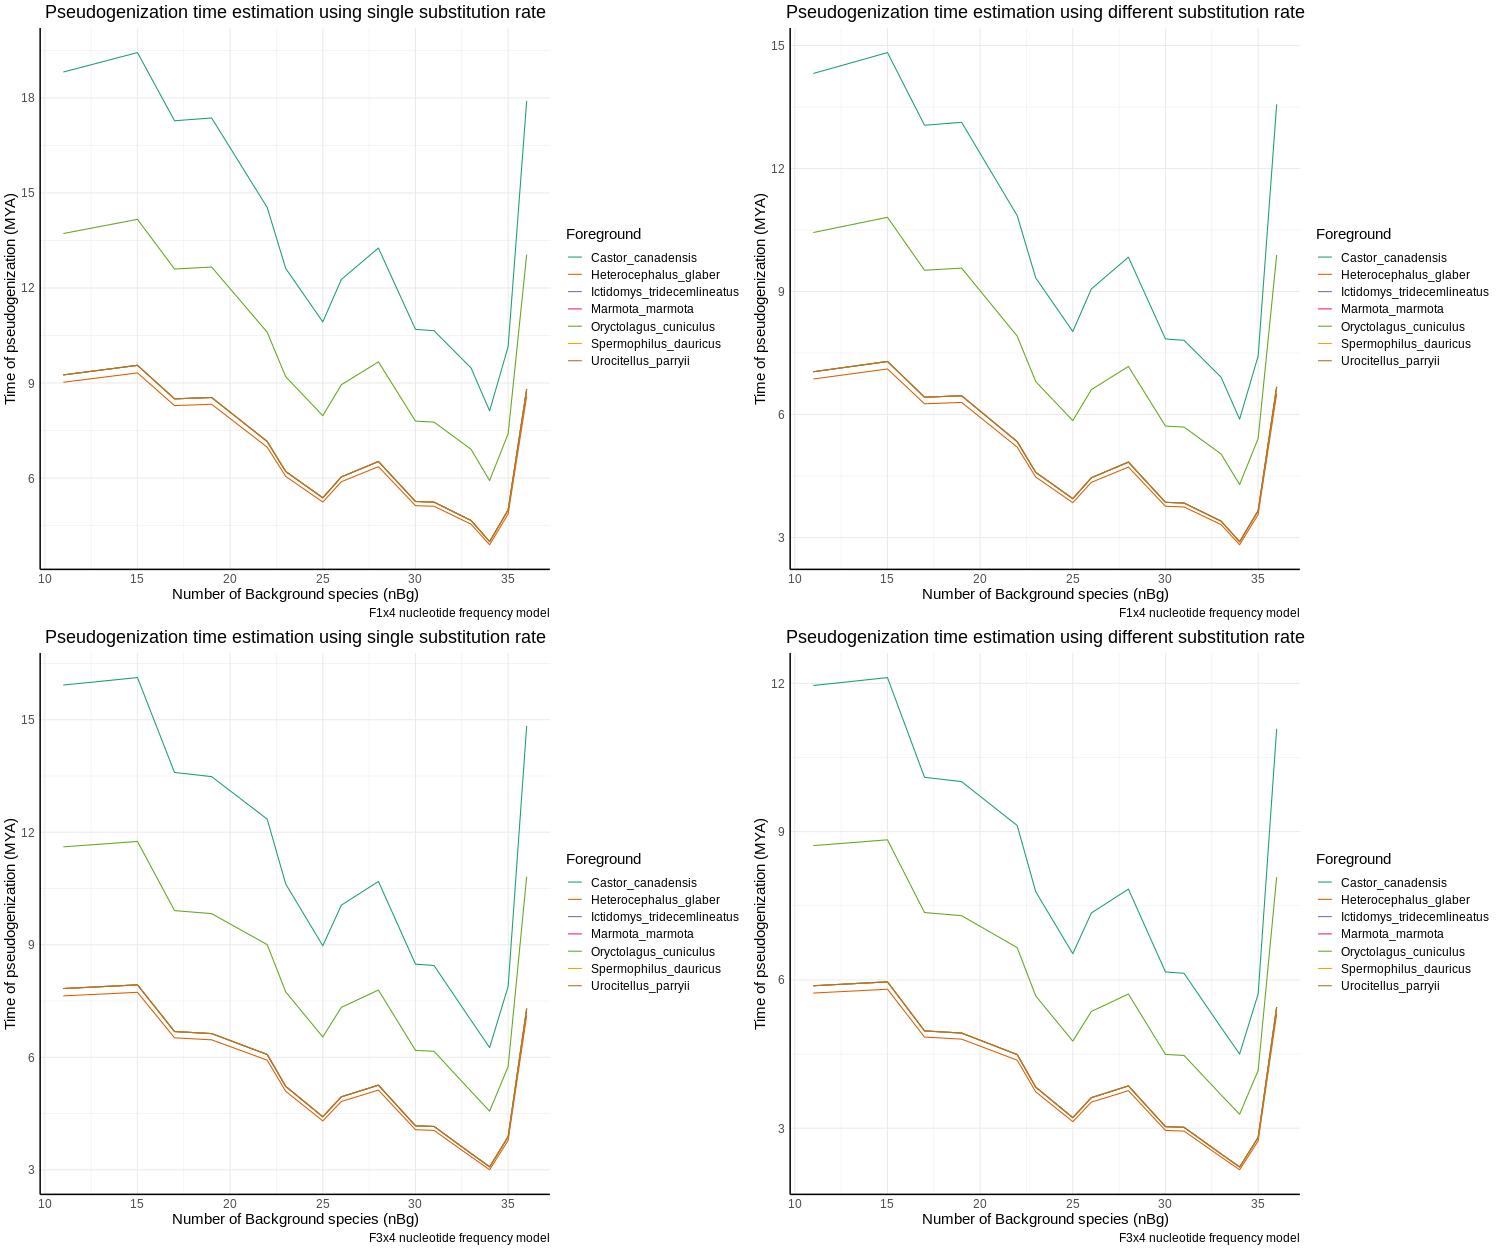 Pseudogenization time estimation using single substitution rate
Time of pseudogenization (MYA)
18
15
12
9
6
10 15 20 25 30 35
Number of Background species (nBg)
F1x4 nucleotide frequency model
Foreground
Castor_canadensis
Heterocephalus_glaber
Ictidomys_tridecemlineatus
Marmota_marmota
Oryctolagus_cuniculus
Spermophilus_dauricus
Urocitellus_parryii
Pseudogenization time estimation using different substitution rate
Time of pseudogenization (MYA)
15
12
9
6
3
10 15 20 25 30 35
Number of Background species (nBg)
F1x4 nucleotide frequency model
Foreground
Castor_canadensis
Heterocephalus_glaber
Ictidomys_tridecemlineatus
Marmota_marmota
Oryctolagus_cuniculus
Spermophilus_dauricus
Urocitellus_parryii
Pseudogenization time estimation using single substitution rate
Time of pseudogenization (MYA)
15
12
9
6
3
10 15 20 25 30 35
Number of Background species (nBg)
F3x4 nucleotide frequency model
Foreground
Castor_canadensis
Heterocephalus_glaber
Ictidomys_tridecemlineatus
Marmota_marmota
Oryctolagus_cuniculus
Spermophilus_dauricus
Urocitellus_parryii
Pseudogenization time estimation using different substitution rate
Time of pseudogenization (MYA)
12
9
6
3
10 15 20 25 30 35
Number of Background species (nBg)
F3x4 nucleotide frequency model
Foreground
Castor_canadensis
Heterocephalus_glaber
Ictidomys_tridecemlineatus
Marmota_marmota
Oryctolagus_cuniculus
Spermophilus_dauricus
Urocitellus_parryii